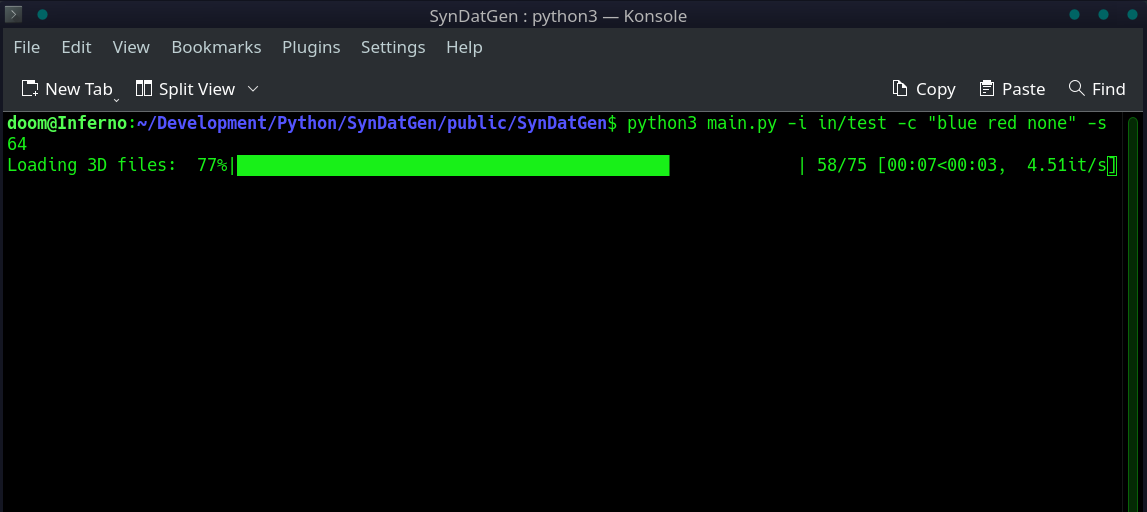 SynDatGen : python3 — Konsole
File Edit View Bookmarks Plugins Settings Help
New Tab Split View Copy Paste Find
doom@Inferno:~/Development/Python/SynDatGen/public/SynDatGen$ python3 main.py -i in/test -c "blue red none" -s
64
Loading 3D files:  77%| | 58/75 [00:07<00:03,  4.51it/s]